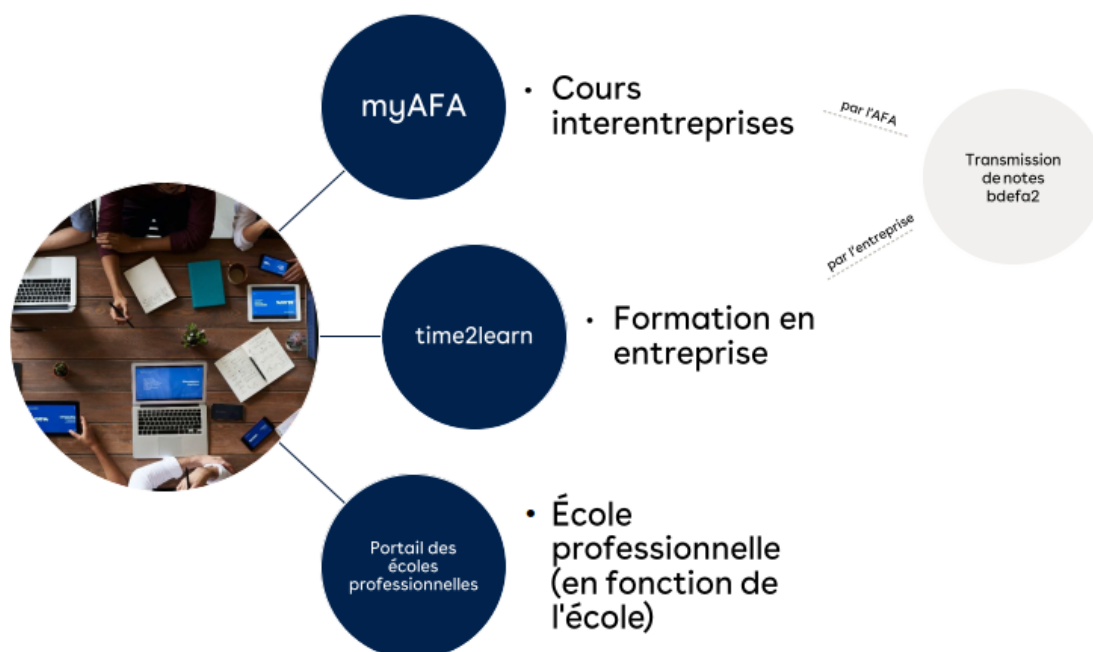 myAFA
• Cours
interentreprises
par l'AFA
Transmission
de notes
bdefa2
par l'entreprise
time2learn
• Formation en
entreprise
Portail des
écoles
professionnelles
• École
professionnelle
(en fonction de
l'école)